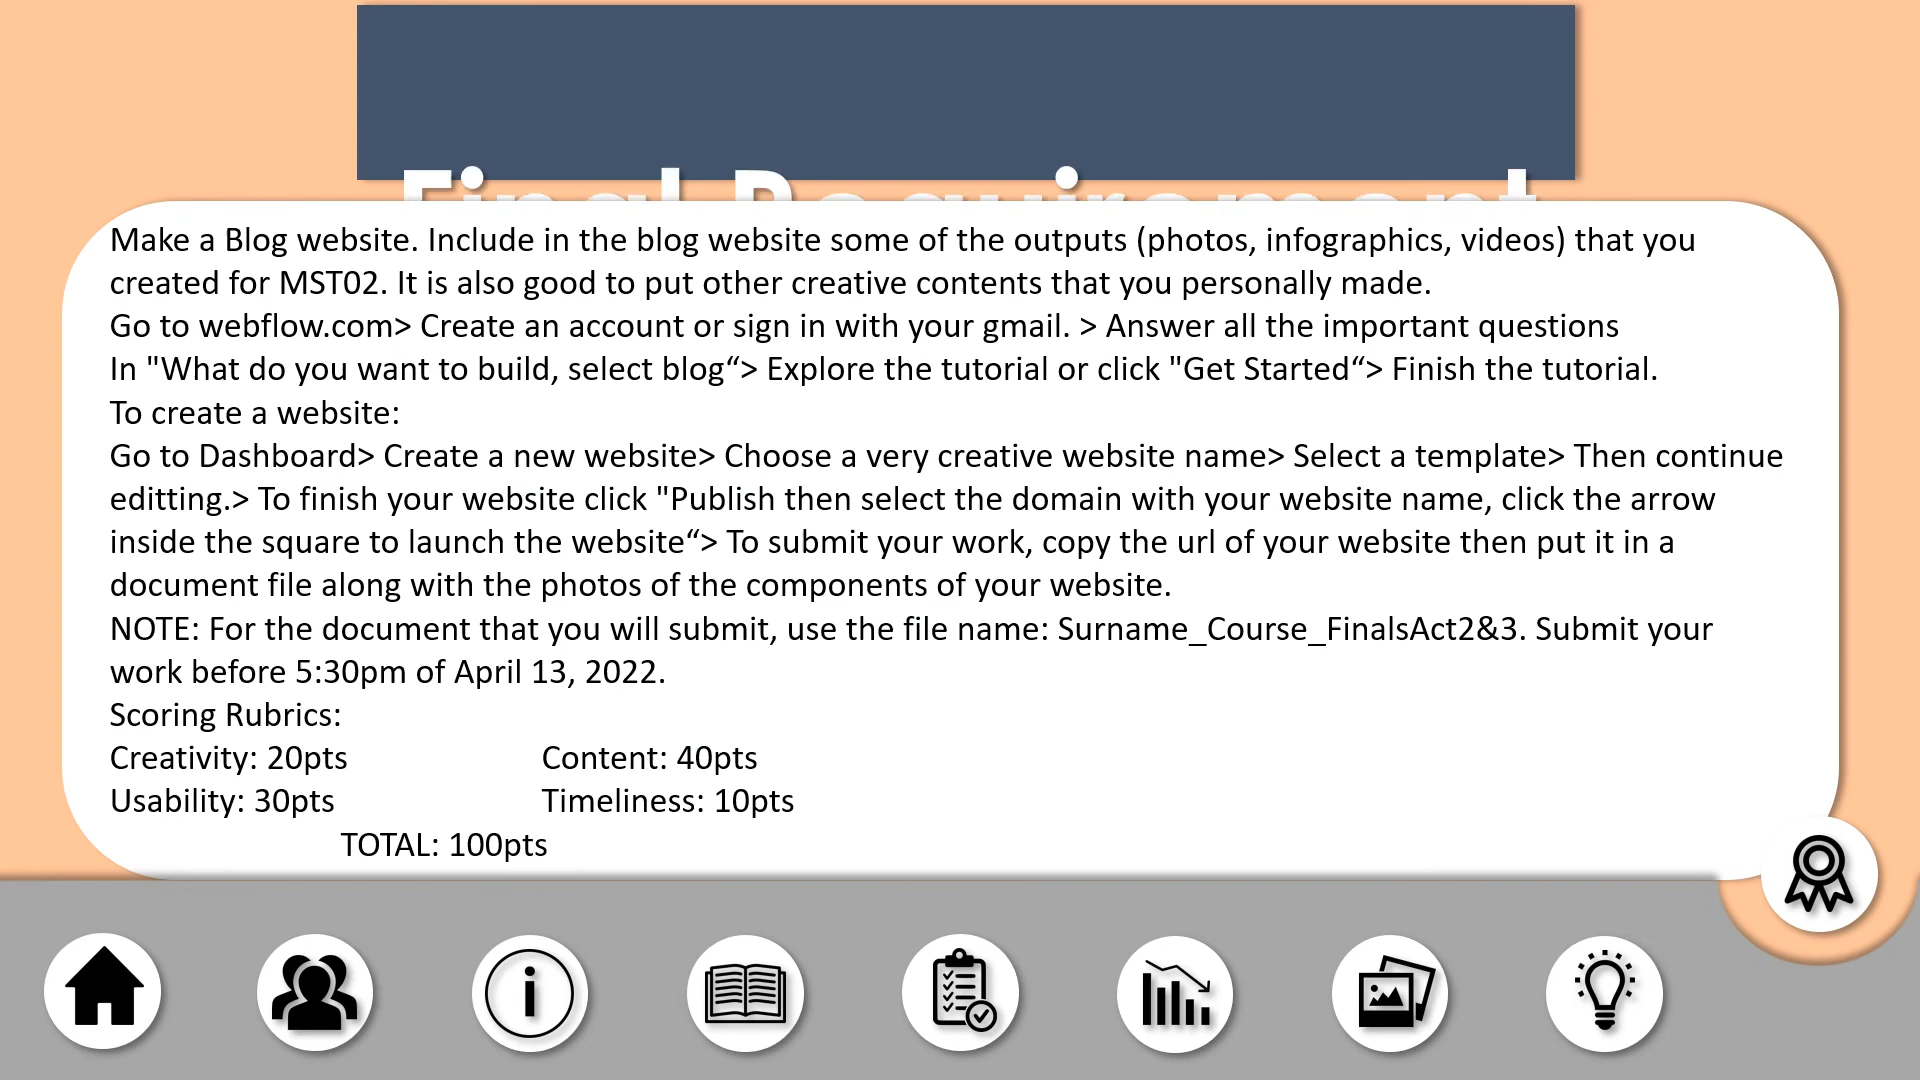 Final Requirement
Make a Blog website. Include in the blog website some of the outputs (photos, infographics, videos) that you
created for MST02. It is also good to put other creative contents that you personally made.
Go to webflow.com> Create an account or sign in with your gmail. > Answer all the important questions
In "What do you want to build, select blog“> Explore the tutorial or click "Get Started“> Finish the tutorial.
To create a website:
Go to Dashboard> Create a new website> Choose a very creative website name> Select a template> Then continue
editting.> To finish your website click "Publish then select the domain with your website name, click the arrow
inside the square to launch the website“> To submit your work, copy the url of your website then put it in a
document file along with the photos of the components of your website.
NOTE: For the document that you will submit, use the file name: Surname_Course_FinalsAct2&3. Submit your
work before 5:30pm of April 13, 2022.
Scoring Rubrics:
Creativity: 20pts Content: 40pts
Usability: 30pts Timeliness: 10pts
TOTAL: 100pts